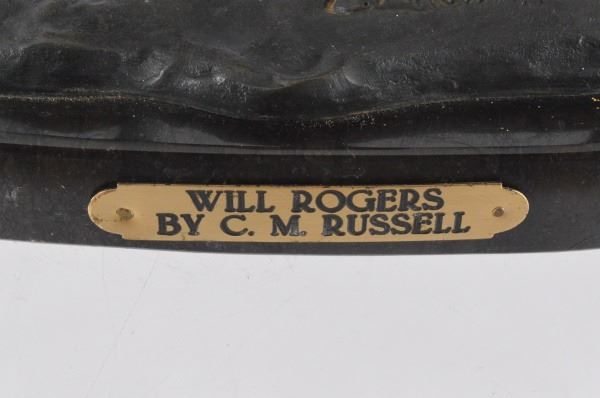 WILL ROGERS
BY C. M. RUSSELL